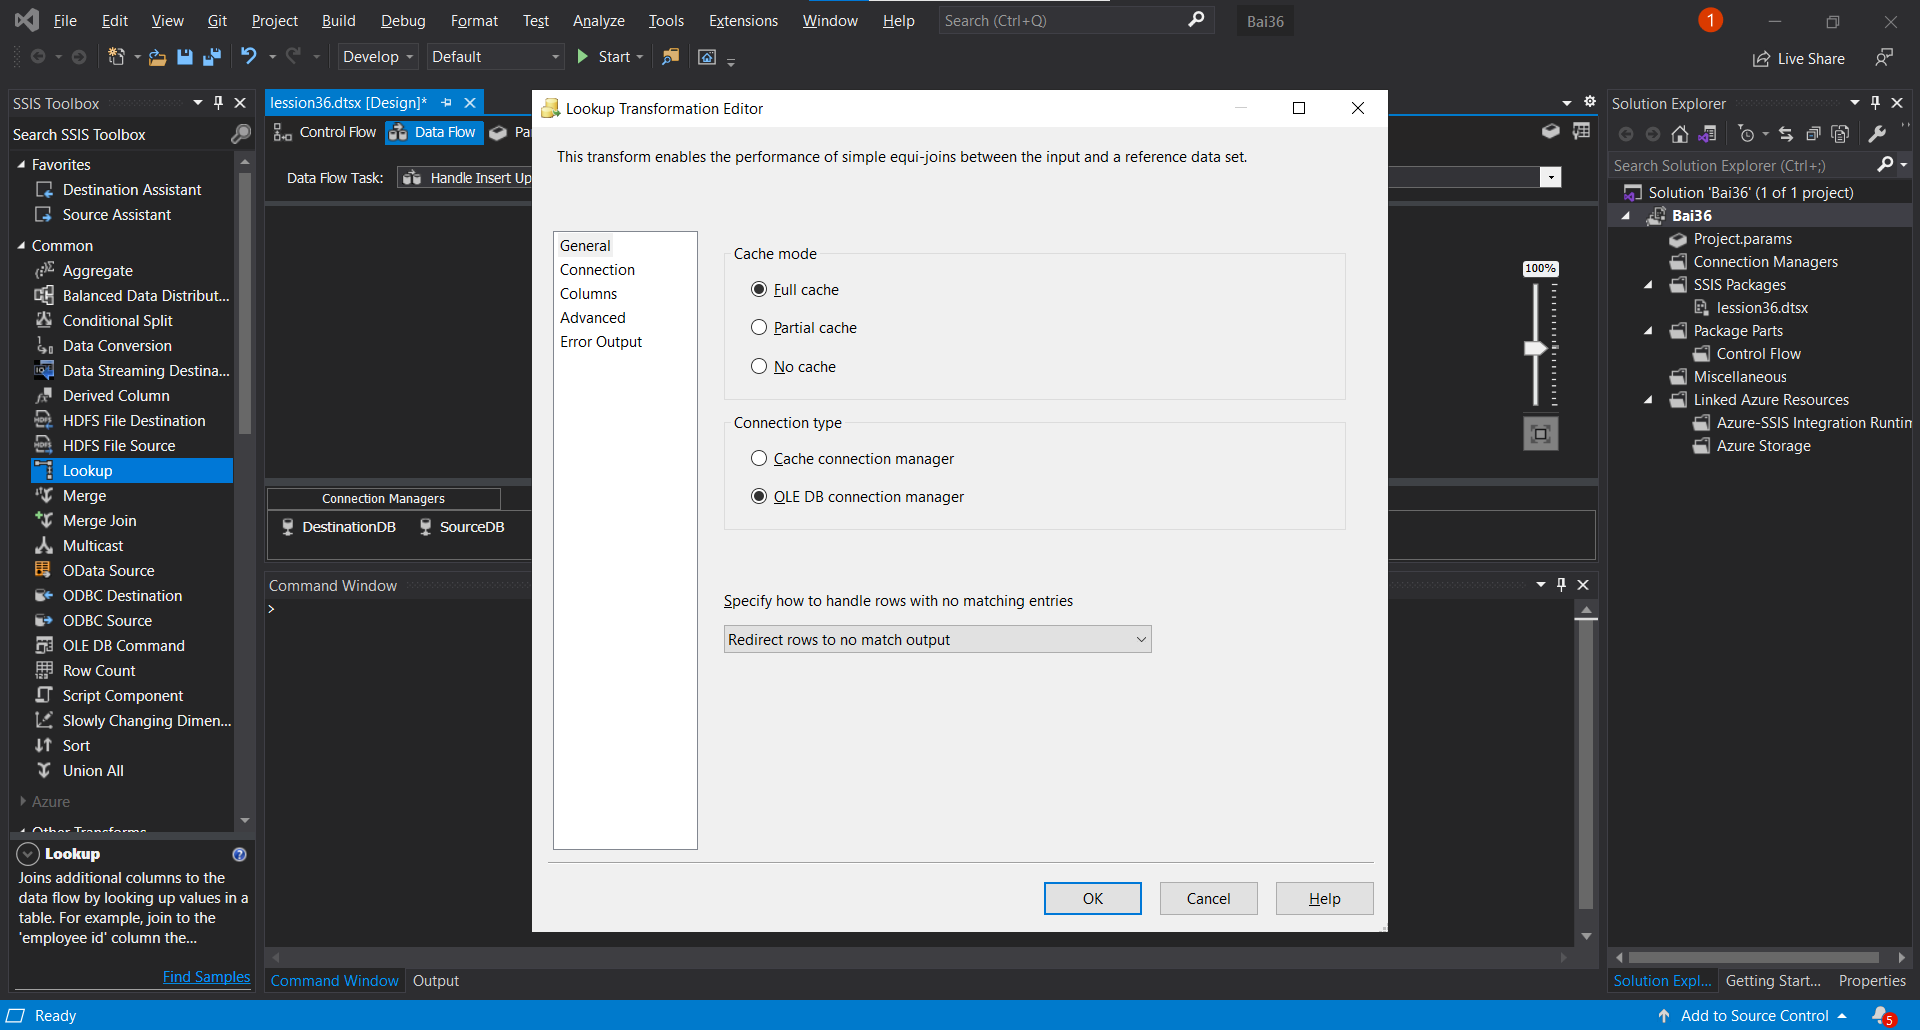 File Edit View Git Project Build Debug Format Test Analyze Tools Extensions Window Help Search (Ctrl+Q) Bai36 1
Develop Default Start Live Share
SSIS Toolbox
Search SSIS Toolbox
Favorites
Destination Assistant
Source Assistant
Common
Aggregate
Balanced Data Distribut...
Conditional Split
Data Conversion
Data Streaming Destina...
Derived Column
HDFS File Destination
HDFS File Source
Lookup
Merge
Merge Join
Multicast
OData Source
ODBC Destination
ODBC Source
OLE DB Command
Row Count
Script Component
Slowly Changing Dimen...
Sort
Union All
Azure
Other Transforms
Lookup
Joins additional columns to the
data flow by looking up values in a
table. For example, join to the
'employee id' column the...
Find Samples
lession36.dtsx [Design]*
Control Flow Data Flow Pa
Data Flow Task: Handle Insert Up
100%
Connection Managers
DestinationDB SourceDB
Command Window
>
Command Window Output
Lookup Transformation Editor
This transform enables the performance of simple equi-joins between the input and a reference data set.
General
Connection
Columns
Advanced
Error Output
Cache mode
Full cache
Partial cache
No cache
Connection type
Cache connection manager
OLE DB connection manager
Specify how to handle rows with no matching entries
Redirect rows to no match output
OK Cancel Help
Solution Explorer
Search Solution Explorer (Ctrl+;)
Solution 'Bai36' (1 of 1 project)
Bai36
Project.params
Connection Managers
SSIS Packages
lession36.dtsx
Package Parts
Control Flow
Miscellaneous
Linked Azure Resources
Azure-SSIS Integration Runtim
Azure Storage
Solution Expl... Getting Start... Properties
Ready Add to Source Control 5